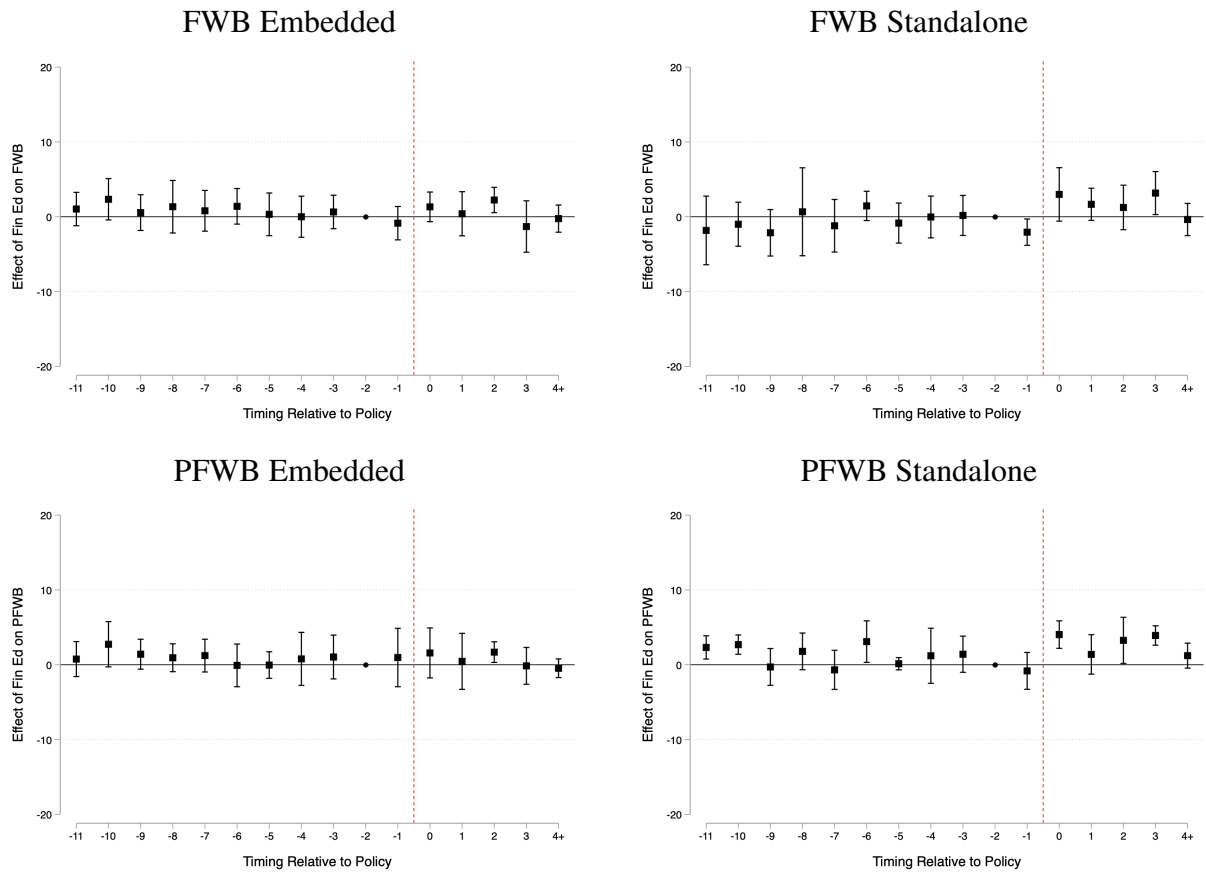 FWB Embedded
20
10
0
-10
-20
Effect of Fin Ed on FWB
-11 -10 -9 -8 -7 -6 -5 -4 -3 -2 -1 0 1 2 3 4+
Timing Relative to Policy
FWB Standalone
20
10
0
-10
-20
Effect of Fin Ed on FWB
-11 -10 -9 -8 -7 -6 -5 -4 -3 -2 -1 0 1 2 3 4+
Timing Relative to Policy
PFWB Embedded
20
10
0
-10
-20
Effect of Fin Ed on PFWB
-11 -10 -9 -8 -7 -6 -5 -4 -3 -2 -1 0 1 2 3 4+
Timing Relative to Policy
PFWB Standalone
20
10
0
-10
-20
Effect of Fin Ed on PFWB
-11 -10 -9 -8 -7 -6 -5 -4 -3 -2 -1 0 1 2 3 4+
Timing Relative to Policy